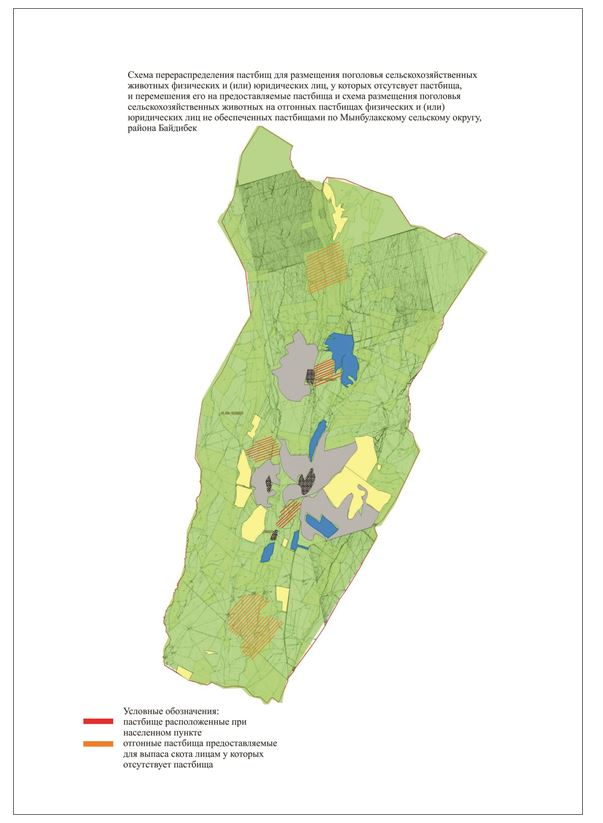 Схема перераспределения пастбищ для размещения поголовья сельскохозяйственных
животных физических и (или) юридических лиц, у которых отсутсвует пастбища,
и перемешения его на предоставляемые пастбища и схема размещения поголовья
сельскохозяйственных животных на отгонных пастбищах физических и (или)
юридических лиц не обеспеченных пастбищами по Мынбулакскому сельскому округу,
района Байдибек
Условные обозначения:
пастбище расположенные при
населенном пункте
отгонные пастбища предоставляемые
для выпаса скота лицам у которых
отсутствует пастбища